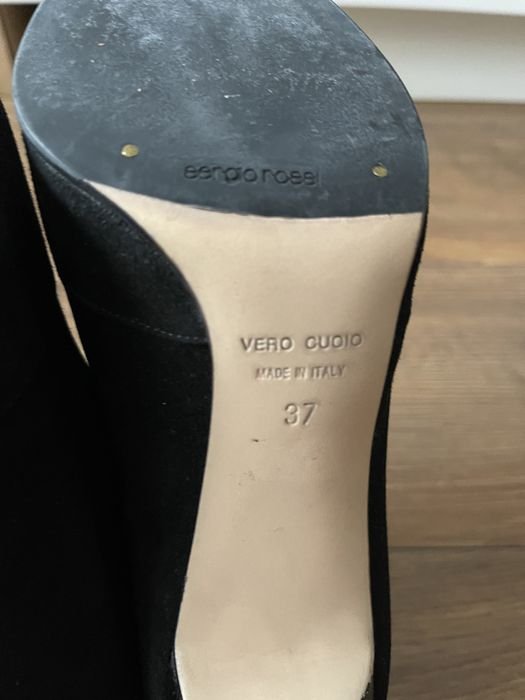 sergio rossi
VERO CUOIO
MADE IN ITALY
37